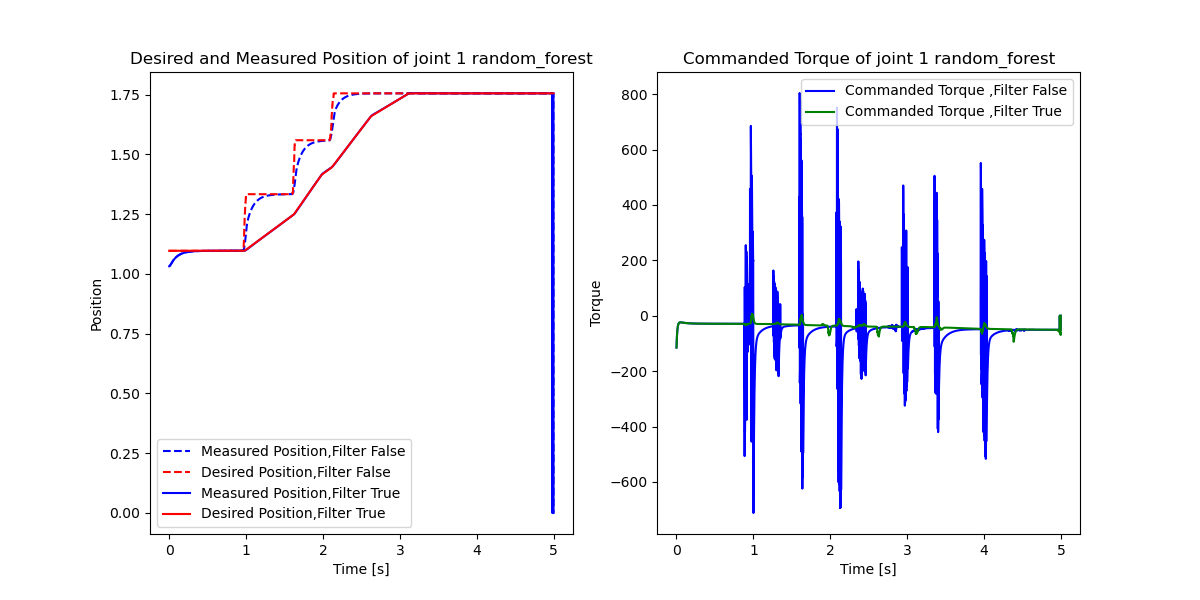 Desired and Measured Position of joint 1 random_forest
1.75
1.50
1.25
1.00
0.75
0.50
0.25
0.00
Position
Measured Position,Filter False
Desired Position,Filter False
Measured Position,Filter True
Desired Position,Filter True
0 1 2 3 4 5
Time [s]
Commanded Torque of joint 1 random_forest
800
600
400
200
0
−200
−400
−600
Torque
Commanded Torque ,Filter False
Commanded Torque ,Filter True
0 1 2 3 4 5
Time [s]